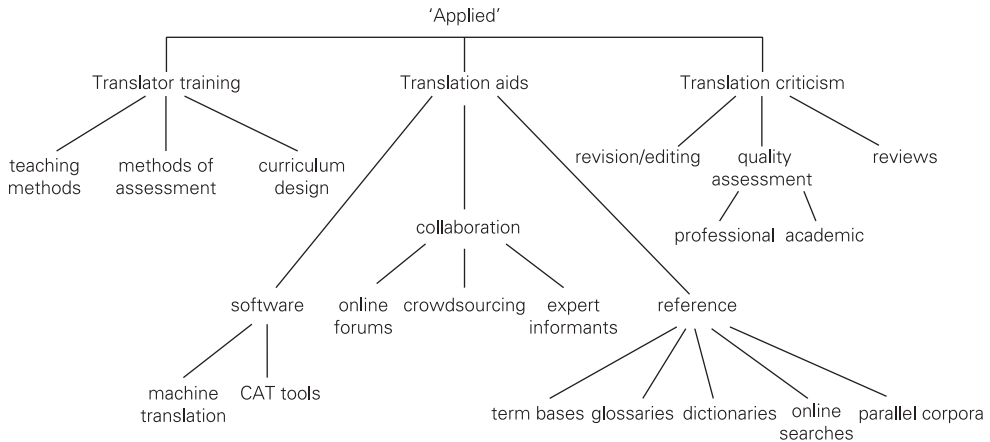 ‘Applied’
Translator training
Translation aids
Translation criticism
teaching
methods
methods of
assessment
curriculum
design
revision/editing
quality
assessment
reviews
professional
academic
collaboration
software
online
forums
crowdsourcing
expert
informants
reference
machine
translation
CAT tools
term bases
glossaries
dictionaries
online
searches
parallel corpora